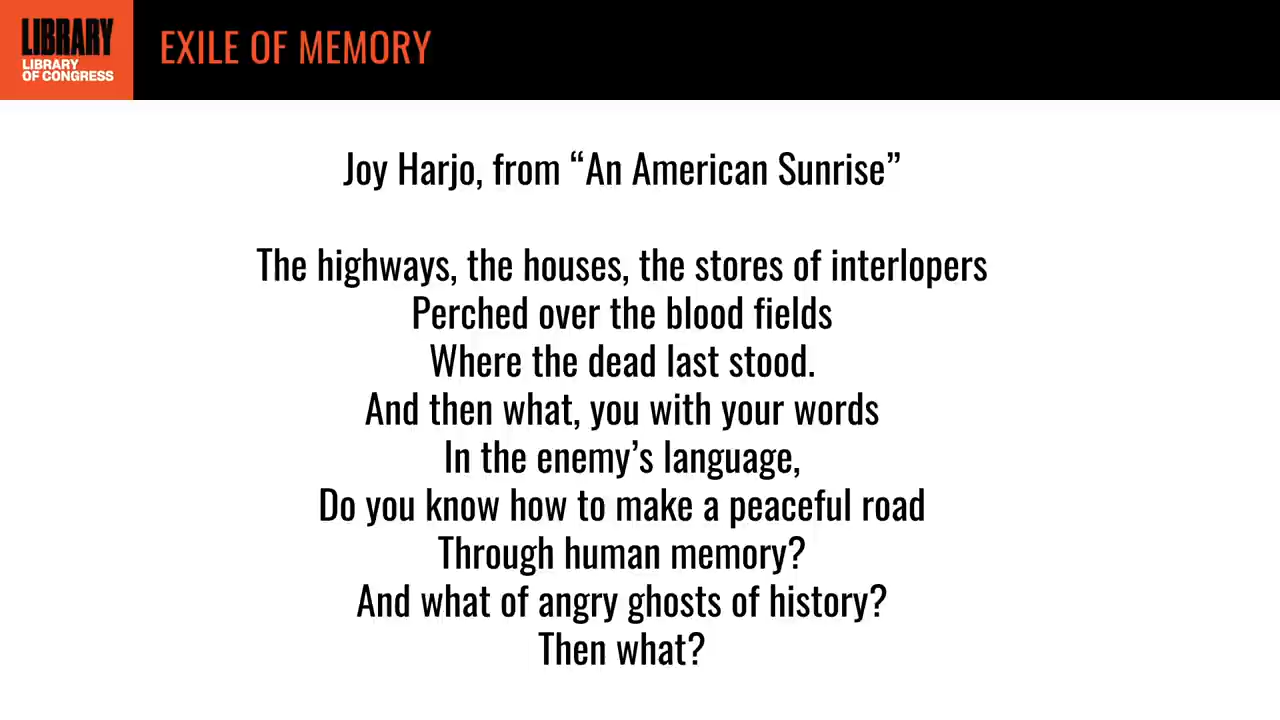 LIBRARY
LIBRARY
OF CONGRESS
EXILE OF MEMORY
Joy Harjo, from “An American Sunrise”
The highways, the houses, the stores of interlopers
Perched over the blood fields
Where the dead last stood.
And then what, you with your words
In the enemy’s language,
Do you know how to make a peaceful road
Through human memory?
And what of angry ghosts of history?
Then what?